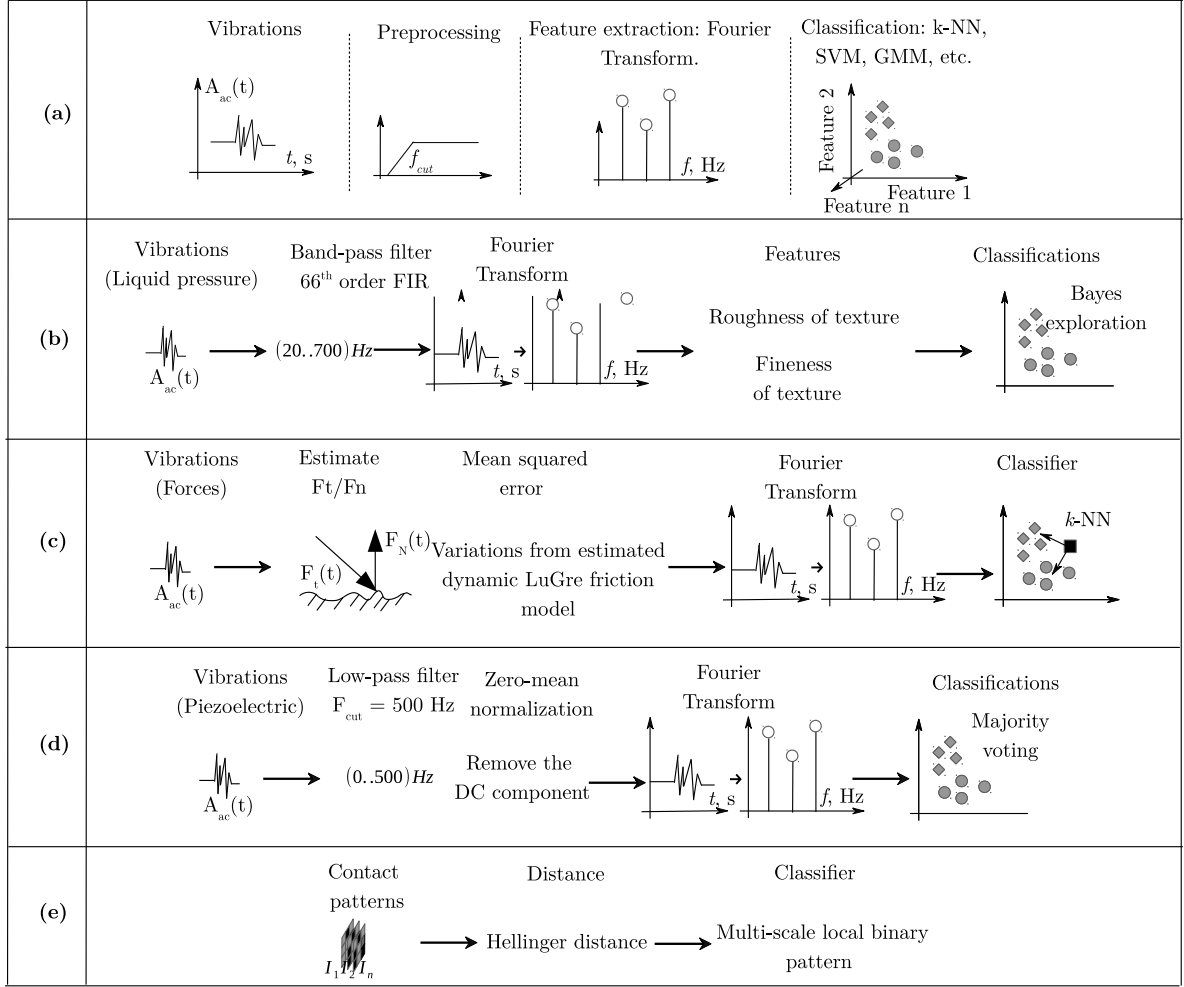 (a)
Vibrations
A_ac(t)
t, s
Preprocessing
f_cut
Feature extraction: Fourier
Transform.
f, Hz
Classification: k-NN,
SVM, GMM, etc.
Feature 2
Feature 1
Feature n
(b)
Vibrations
(Liquid pressure)
A_ac(t)
Band-pass filter
66th order FIR
(20..700)Hz
Fourier
Transform
t, s
f, Hz
Features
Roughness of texture
Fineness
of texture
Classifications
Bayes
exploration
(c)
Vibrations
(Forces)
A_ac(t)
Estimate
Ft/Fn
F_N(t)
F_t(t)
Mean squared
error
Variations from estimated
dynamic LuGre friction
model
Fourier
Transform
t, s
f, Hz
Classifier
k-NN
(d)
Vibrations
(Piezoelectric)
A_ac(t)
Low-pass filter
F_cut = 500 Hz
(0..500)Hz
Zero-mean
normalization
Remove the
DC component
Fourier
Transform
t, s
f, Hz
Classifications
Majority
voting
(e)
Contact
patterns
I_1 I_2 I_n
Distance
Hellinger distance
Classifier
Multi-scale local binary
pattern